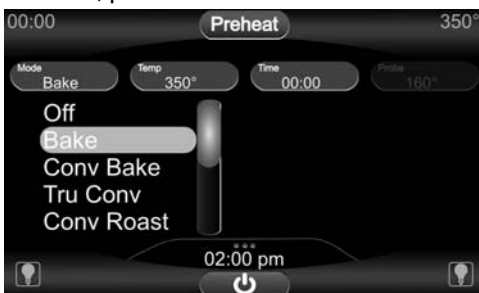 00:00 Preheat 350°
Mode Temp Time Probe
Bake 350° 00:00 160°
Off
Bake
Conv Bake
Tru Conv
Conv Roast
02:00 pm